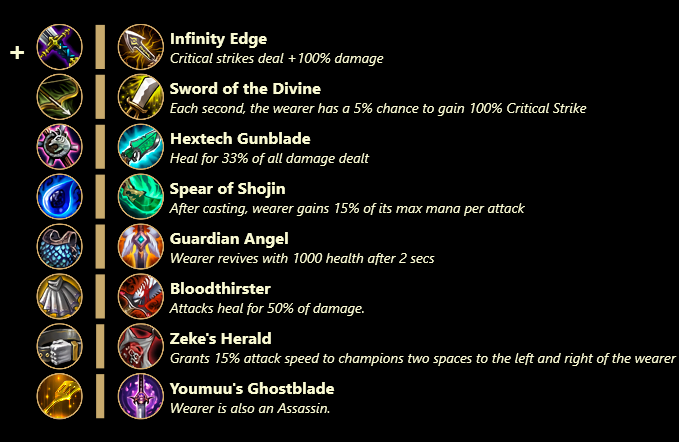 +
Infinity Edge
Critical strikes deal +100% damage
Sword of the Divine
Each second, the wearer has a 5% chance to gain 100% Critical Strike
Hextech Gunblade
Heal for 33% of all damage dealt
Spear of Shojin
After casting, wearer gains 15% of its max mana per attack
Guardian Angel
Wearer revives with 1000 health after 2 secs
Bloodthirster
Attacks heal for 50% of damage.
Zeke's Herald
Grants 15% attack speed to champions two spaces to the left and right of the wearer
Youmuu's Ghostblade
Wearer is also an Assassin.